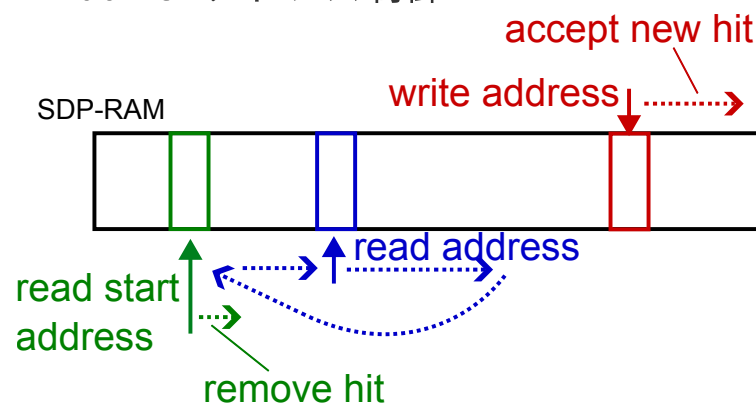 accept new hit
write address
SDP-RAM
read address
read start
address
remove hit